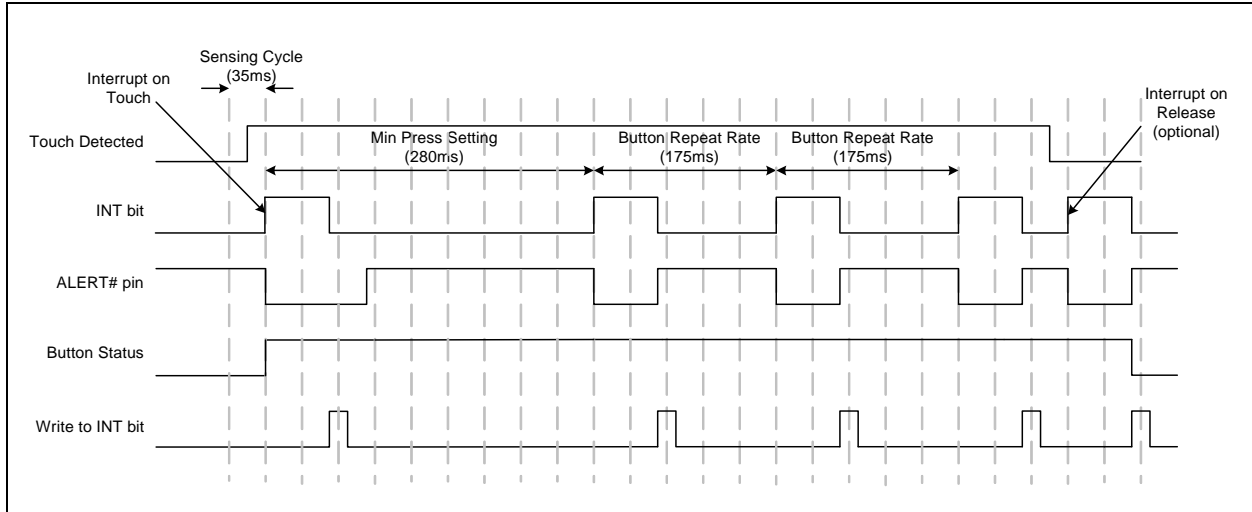 Sensing Cycle
(35ms)
Interrupt on
Touch
Interrupt on
Release
(optional)
Touch Detected
Min Press Setting
(280ms)
Button Repeat Rate
(175ms)
Button Repeat Rate
(175ms)
INT bit
ALERT# pin
Button Status
Write to INT bit